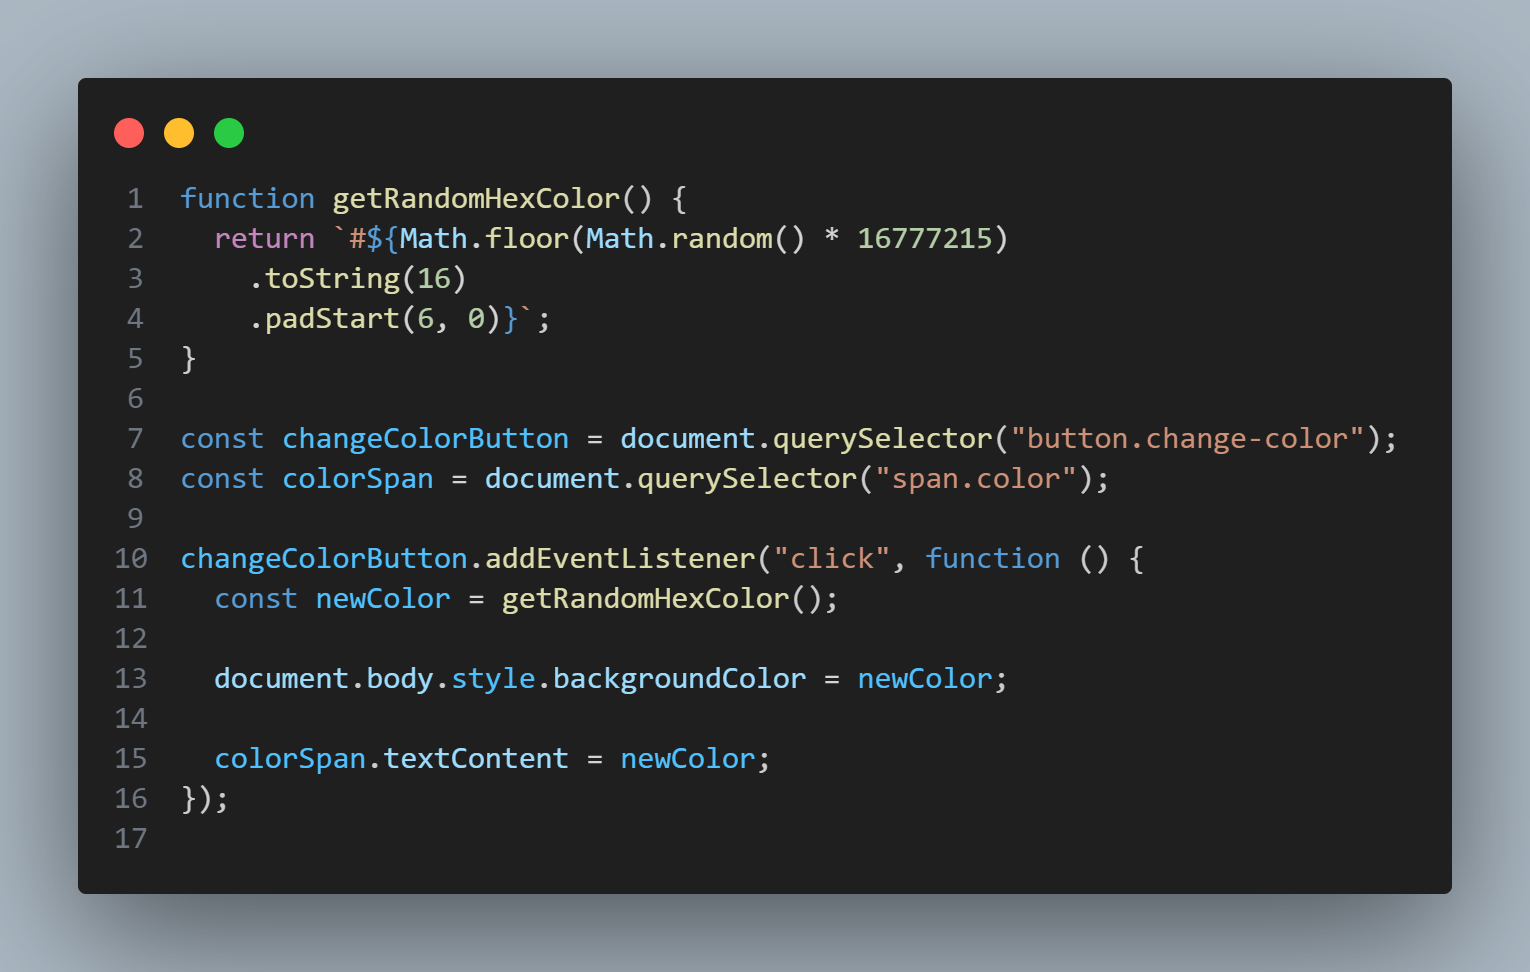 1 function getRandomHexColor() {
2   return `#${Math.floor(Math.random() * 16777215)
3     .toString(16)
4     .padStart(6, 0)}`;
5 }
6
7 const changeColorButton = document.querySelector("button.change-color");
8 const colorSpan = document.querySelector("span.color");
9
10 changeColorButton.addEventListener("click", function () {
11   const newColor = getRandomHexColor();
12
13   document.body.style.backgroundColor = newColor;
14
15   colorSpan.textContent = newColor;
16 });
17